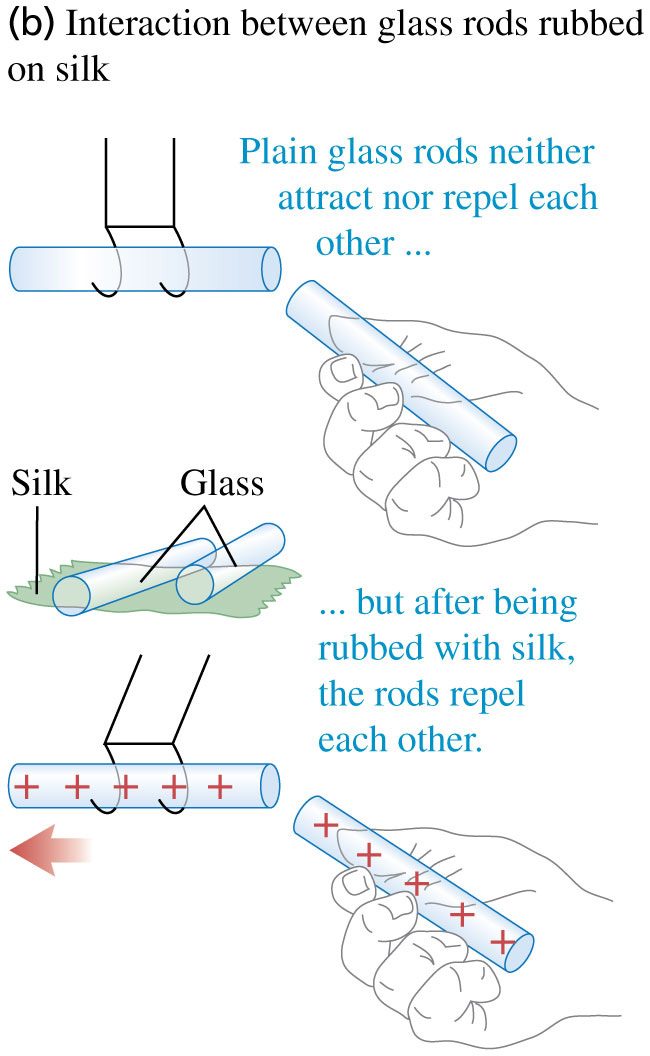 (b) Interaction between glass rods rubbed
on silk
Plain glass rods neither
attract nor repel each
other ...
Silk
Glass
... but after being
rubbed with silk,
the rods repel
each other.
+ + + + +
+ + + + +